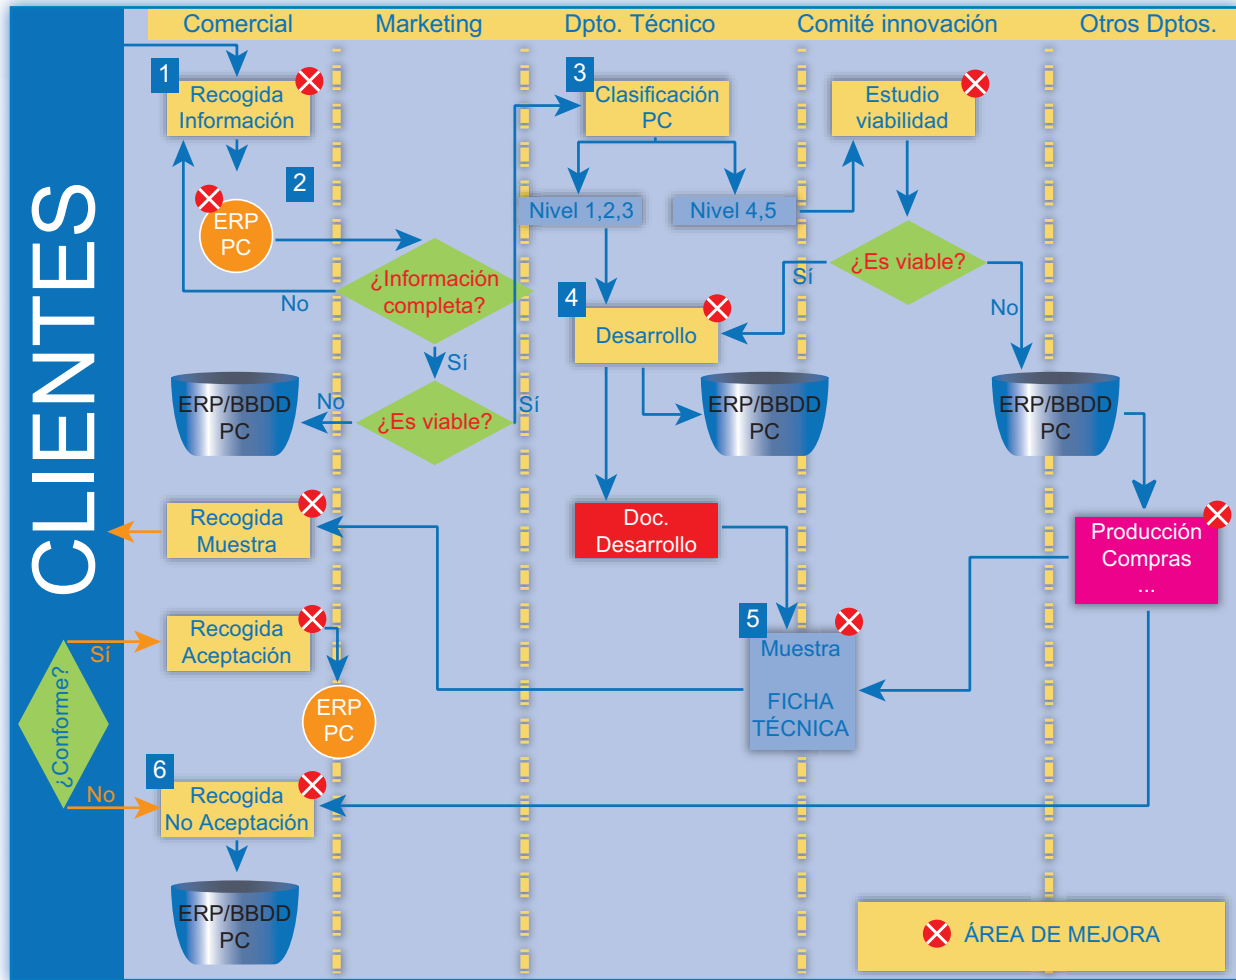 Comercial
Marketing
Dpto. Técnico
Comité innovación
Otros Dptos.
CLIENTES
1
Recogida
Información
2
ERP
PC
¿Información
completa?
No
Sí
¿Es viable?
No
Sí
ERP/BBDD
PC
3
Clasificación
PC
Nivel 1,2,3
Nivel 4,5
Estudio
viabilidad
¿Es viable?
Sí
No
4
Desarrollo
ERP/BBDD
PC
ERP/BBDD
PC
Recogida
Muestra
Doc.
Desarrollo
Producción
Compras
...
5
Muestra
FICHA
TÉCNICA
Recogida
Aceptación
ERP
PC
¿Conforme?
Sí
No
6
Recogida
No Aceptación
ERP/BBDD
PC
ÁREA DE MEJORA